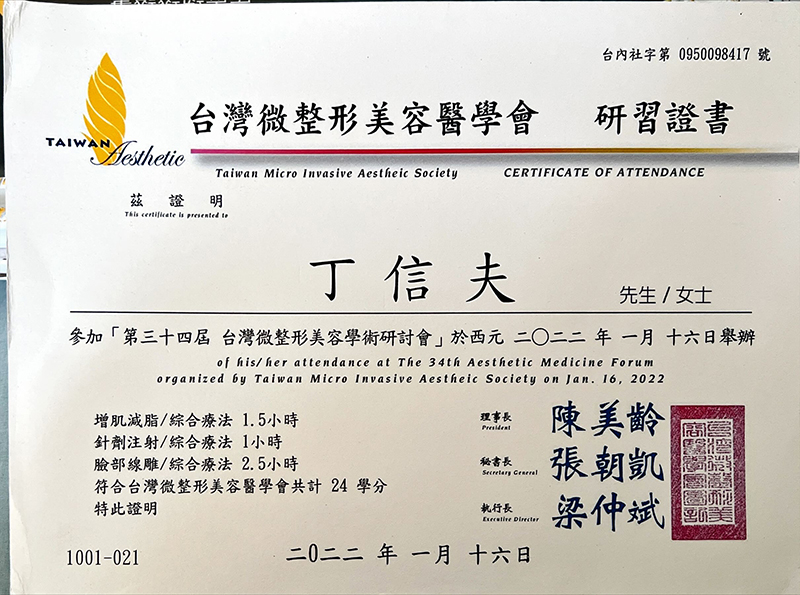 台內社字第 0950098417 號
TAIWAN
Aesthetic
台灣微整形美容醫學會 研習證書
Taiwan Micro Invasive Aestheic Society CERTIFICATE OF ATTENDANCE
茲 證 明
This certificate is presented to
丁信夫
先生 / 女士
參加「第三十四屆 台灣微整形美容學術研討會」於西元 二〇二二 年 一月 十六日舉辦
of his/her attendance at The 34th Aesthetic Medicine Forum
organized by Taiwan Micro Invasive Aestheic Society on Jan. 16, 2022
增肌減脂/綜合療法 1.5小時
針劑注射/綜合療法 1小時
臉部線雕/綜合療法 2.5小時
符合台灣微整形美容醫學會共計 24 學分
特此證明
理事長 陳美齡
President
秘書長 張朝凱
Secretary General
執行長 梁仲斌
Executive Director
1001-021
二〇二二 年 一月 十六日